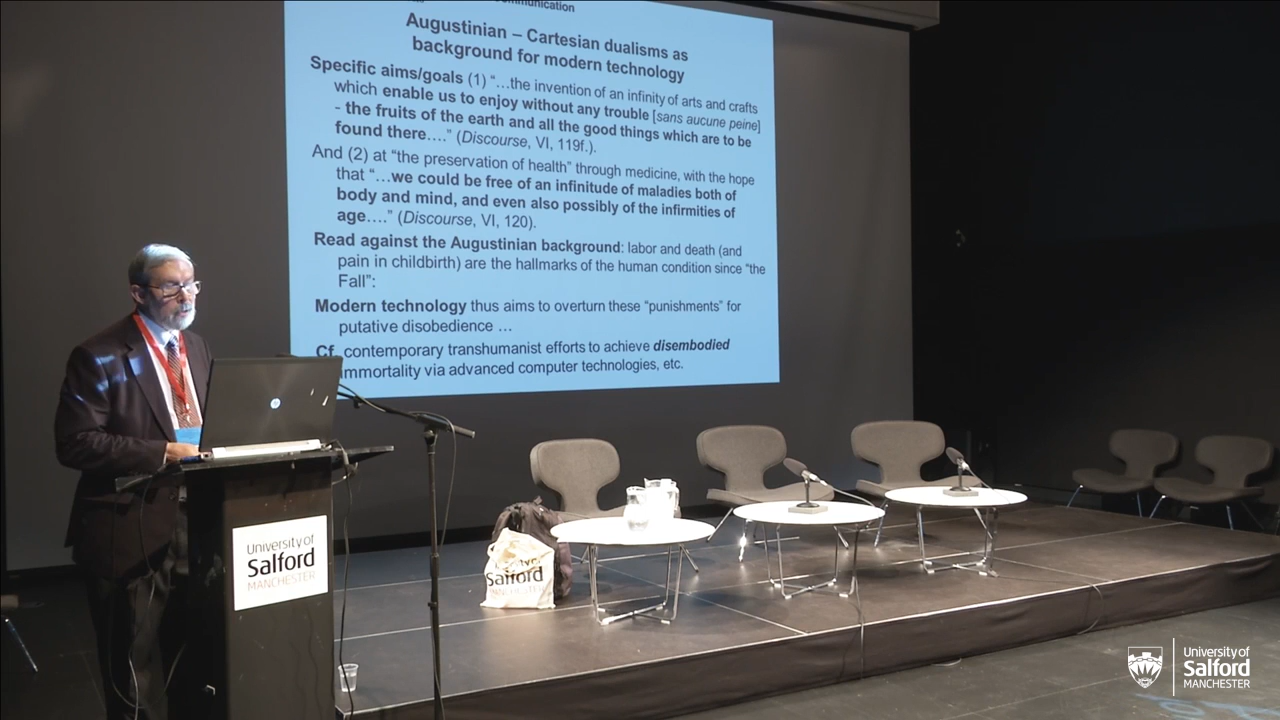 Augustinian – Cartesian dualisms as
background for modern technology
Specific aims/goals (1) “…the invention of an infinity of arts and crafts
which enable us to enjoy without any trouble [sans aucune peine]
- the fruits of the earth and all the good things which are to be
found there….” (Discourse, VI, 119f.).
And (2) at “the preservation of health” through medicine, with the hope
that “…we could be free of an infinitude of maladies both of
body and mind, and even also possibly of the infirmities of
age….” (Discourse, VI, 120).
Read against the Augustinian background: labor and death (and
pain in childbirth) are the hallmarks of the human condition since “the
Fall”:
Modern technology thus aims to overturn these “punishments” for
putative disobedience …
Cf. contemporary transhumanist efforts to achieve disembodied
immortality via advanced computer technologies, etc.
University of
Salford
MANCHESTER
Salford
MANCHESTER
University of
Salford
MANCHESTER